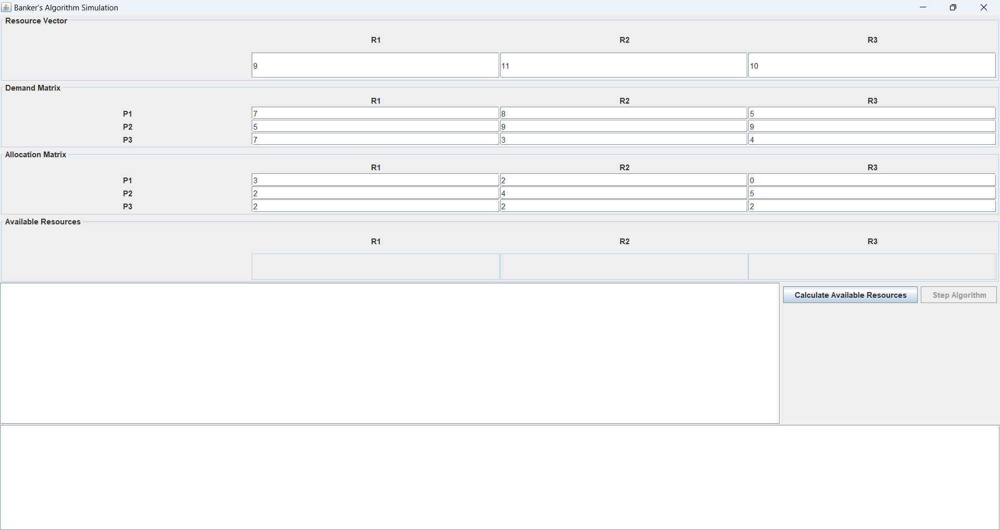 Banker's Algorithm Simulation
Resource Vector
R1 R2 R3
9 11 10
Demand Matrix
R1 R2 R3
P1 7 8 5
P2 5 9 9
P3 7 3 4
Allocation Matrix
R1 R2 R3
P1 3 2 0
P2 2 4 5
P3 2 2 2
Available Resources
R1 R2 R3
Calculate Available Resources Step Algorithm